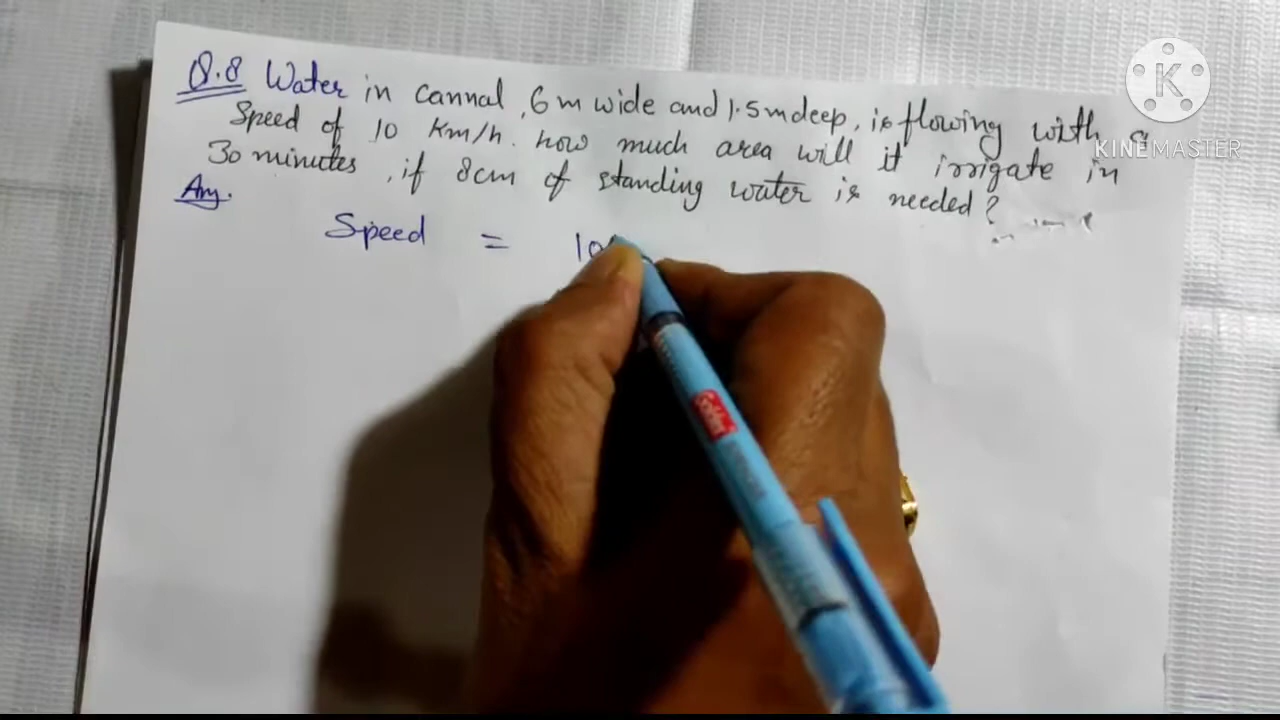 Q.8 Water in cannal, 6 m wide and 1.5 m deep, is flowing with a
Speed of 10 Km/h. how much area will it irrigate in
30 minutes, if 8cm of standing water is needed?
Ans.
Speed = 10
K
KINEMASTER